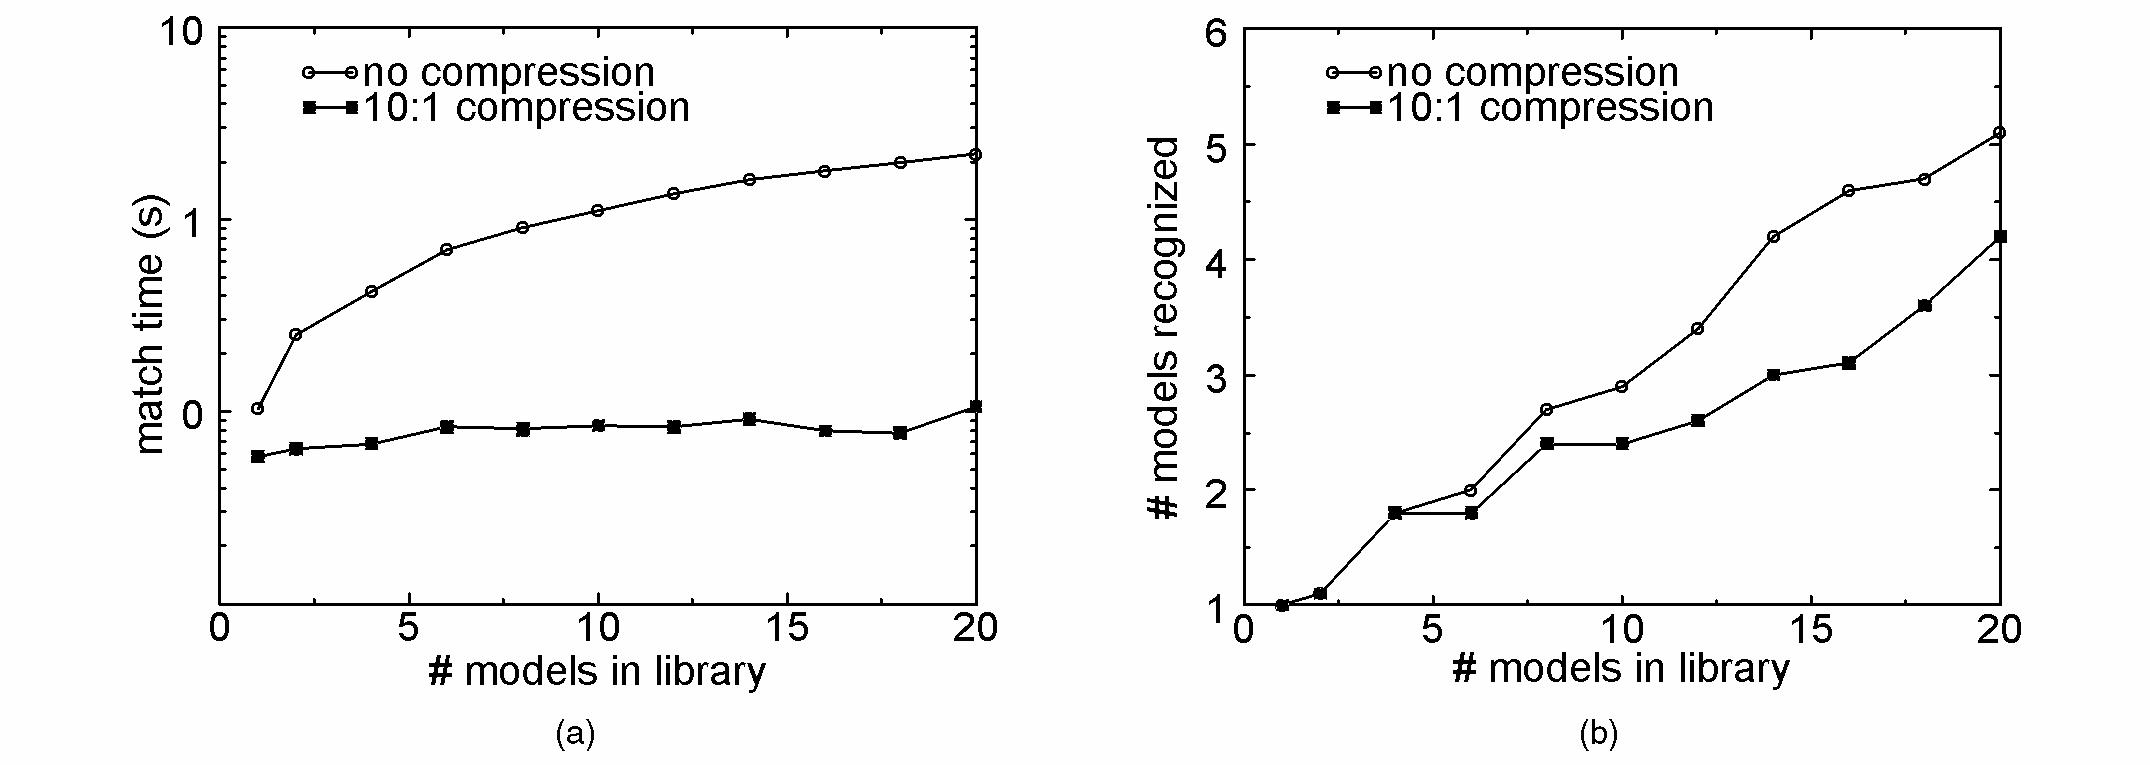 10
1
0
match time (s)
no compression
10:1 compression
0 5 10 15 20
# models in library
(a)
6
5
4
3
2
1
# models recognized
no compression
10:1 compression
0 5 10 15 20
# models in library
(b)